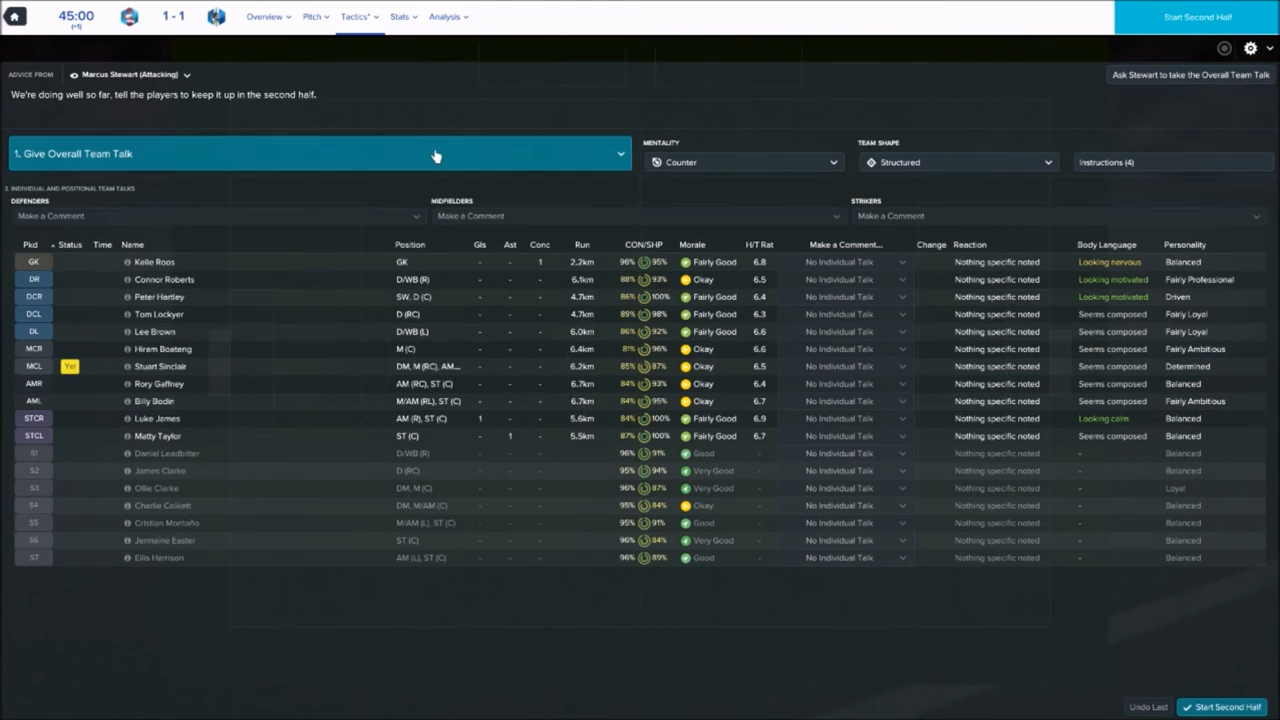 45:00 1 - 1 Overview Pitch Tactics* Stats Analysis Start Second Half
(+1)
ADVICE FROM Marcus Stewart (Attacking) Ask Stewart to take the Overall Team Talk
We're doing well so far, tell the players to keep it up in the second half.
MENTALITY TEAM SHAPE
1. Give Overall Team Talk Counter Structured Instructions (4)
2. INDIVIDUAL AND POSITIONAL TEAM TALKS
DEFENDERS MIDFIELDERS STRIKERS
Make a Comment Make a Comment Make a Comment
Pkd Status Time Name Position Gls Ast Conc Run CON/SHP Morale H/T Rat Make a Comment... Change Reaction Body Language Personality
GK Kelle Roos GK - - 1 2.2km 96% 95% Fairly Good 6.8 No Individual Talk Nothing specific noted Looking nervous Balanced
DR Connor Roberts D/WB (R) - - - 6.1km 88% 93% Okay 6.5 No Individual Talk Nothing specific noted Looking motivated Fairly Professional
DCR Peter Hartley SW, D (C) - - - 4.7km 86% 100% Fairly Good 6.4 No Individual Talk Nothing specific noted Looking motivated Driven
DCL Tom Lockyer D (RC) - - - 4.7km 89% 98% Fairly Good 6.3 No Individual Talk Nothing specific noted Seems composed Fairly Loyal
DL Lee Brown D/WB (L) - - - 6.0km 86% 92% Fairly Good 6.6 No Individual Talk Nothing specific noted Seems composed Fairly Loyal
MCR Hiram Boateng M (C) - - - 6.4km 81% 96% Okay 6.6 No Individual Talk Nothing specific noted Seems composed Fairly Ambitious
MCL Yel Stuart Sinclair DM, M (RC), AM... - - - 6.2km 85% 87% Okay 6.5 No Individual Talk Nothing specific noted Seems composed Determined
AMR Rory Gaffney AM (RC), ST (C) - - - 6.7km 84% 93% Okay 6.4 No Individual Talk Nothing specific noted Seems composed Balanced
AML Billy Bodin M/AM (RL), ST (C) - - - 6.7km 84% 95% Okay 6.7 No Individual Talk Nothing specific noted Seems composed Fairly Ambitious
STCR Luke James AM (R), ST (C) 1 - - 5.6km 84% 100% Fairly Good 6.9 No Individual Talk Nothing specific noted Looking calm Balanced
STCL Matty Taylor ST (C) - 1 - 5.5km 87% 100% Fairly Good 6.7 No Individual Talk Nothing specific noted Seems composed Balanced
S1 Daniel Leadbitter D/WB (R) 96% 91% Good - No Individual Talk Nothing specific noted - Balanced
S2 James Clarke D (RC) 95% 94% Very Good - No Individual Talk Nothing specific noted - Balanced
S3 Ollie Clarke DM, M (C) 96% 87% Very Good - No Individual Talk Nothing specific noted - Loyal
S4 Charlie Colkett DM, M/AM (C) 95% 84% Okay - No Individual Talk Nothing specific noted - Balanced
S5 Cristian Montaño M/AM (L), ST (C) 95% 91% Good - No Individual Talk Nothing specific noted - Balanced
S6 Jermaine Easter ST (C) 96% 84% Very Good - No Individual Talk Nothing specific noted - Balanced
S7 Ellis Harrison AM (L), ST (C) 96% 89% Good - No Individual Talk Nothing specific noted - Balanced
Undo Last Start Second Half